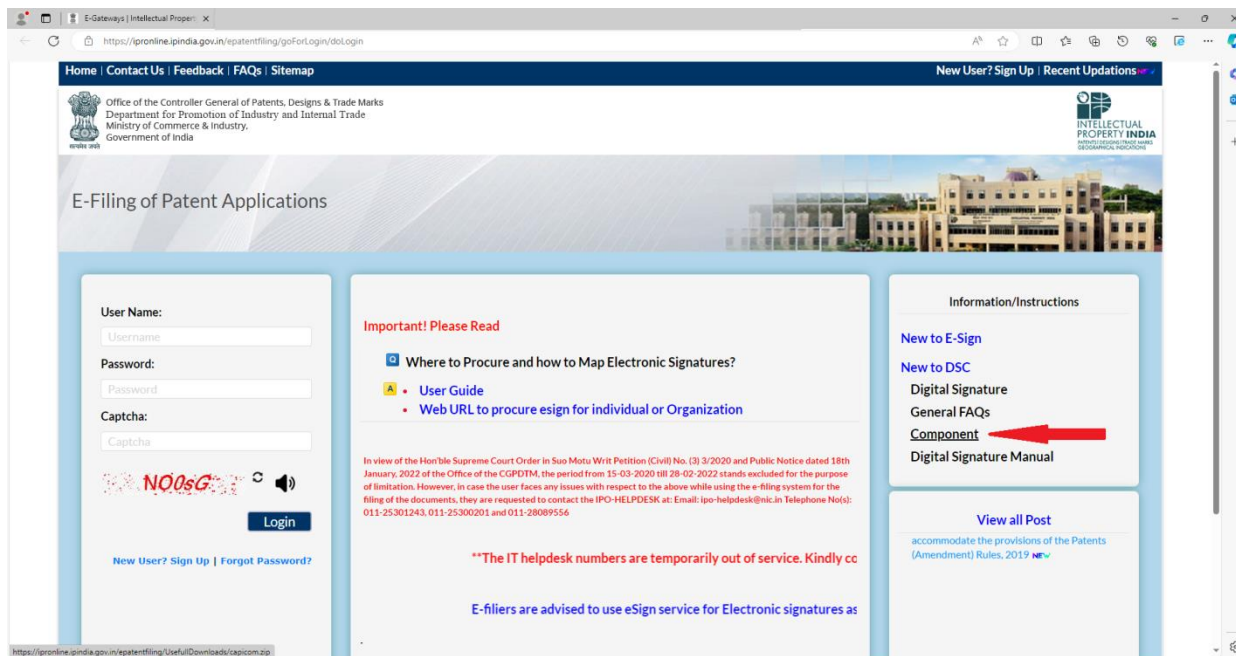 E-Gateways | Intellectual Propert
https://ipronline.ipindia.gov.in/epatentfiling/goForLogin/doLogin
Home | Contact Us | Feedback | FAQs | Sitemap
New User? Sign Up | Recent Updations
Office of the Controller General of Patents, Designs & Trade Marks
Department for Promotion of Industry and Internal Trade
Ministry of Commerce & Industry,
Government of India
सत्यमेव जयते
INTELLECTUAL
PROPERTY INDIA
PATENTS | DESIGNS | TRADE MARKS
GEOGRAPHICAL INDICATIONS
E-Filing of Patent Applications
User Name:
Username
Password:
Password
Captcha:
Captcha
NO0sG
Login
New User? Sign Up | Forgot Password?
Important! Please Read
Q Where to Procure and how to Map Electronic Signatures?
A • User Guide
• Web URL to procure esign for individual or Organization
In view of the Hon'ble Supreme Court Order in Suo Motu Writ Petition (Civil) No. (3) 3/2020 and Public Notice dated 18th
January, 2022 of the Office of the CGPDTM, the period from 15-03-2020 till 28-02-2022 stands excluded for the purpose
of limitation. However, in case the user faces any issues with respect to the above while using the e-filing system for the
filing of the documents, they are requested to contact the IPO-HELPDESK at: Email: ipo-helpdesk@nic.in Telephone No(s):
011-25301243, 011-25300201 and 011-28089556
**The IT helpdesk numbers are temporarily out of service. Kindly co
E-filiers are advised to use eSign service for Electronic signatures as
.
Information/Instructions
New to E-Sign
New to DSC
Digital Signature
General FAQs
Component
Digital Signature Manual
View all Post
accommodate the provisions of the Patents
(Amendment) Rules, 2019 NEW
https://ipronline.ipindia.gov.in/epatentfiling/UsefullDownloads/capicom.zip